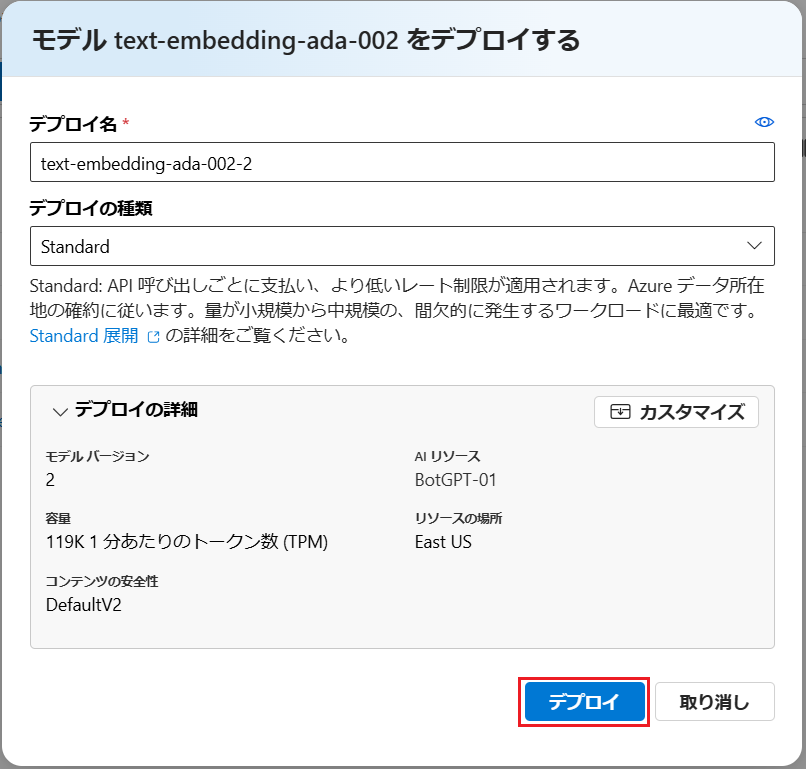 モデル text-embedding-ada-002 をデプロイする
デプロイ名 *
text-embedding-ada-002-2
デプロイの種類
Standard
Standard: API 呼び出しごとに支払い、より低いレート制限が適用されます。Azure データ所在
地の確約に従います。量が小規模から中規模の、間欠的に発生するワークロードに最適です。
Standard 展開 の詳細をご覧ください。
デプロイの詳細
カスタマイズ
モデル バージョン
2
AI リソース
BotGPT-01
容量
119K 1 分あたりのトークン数 (TPM)
リソースの場所
East US
コンテンツの安全性
DefaultV2
デプロイ
取り消し